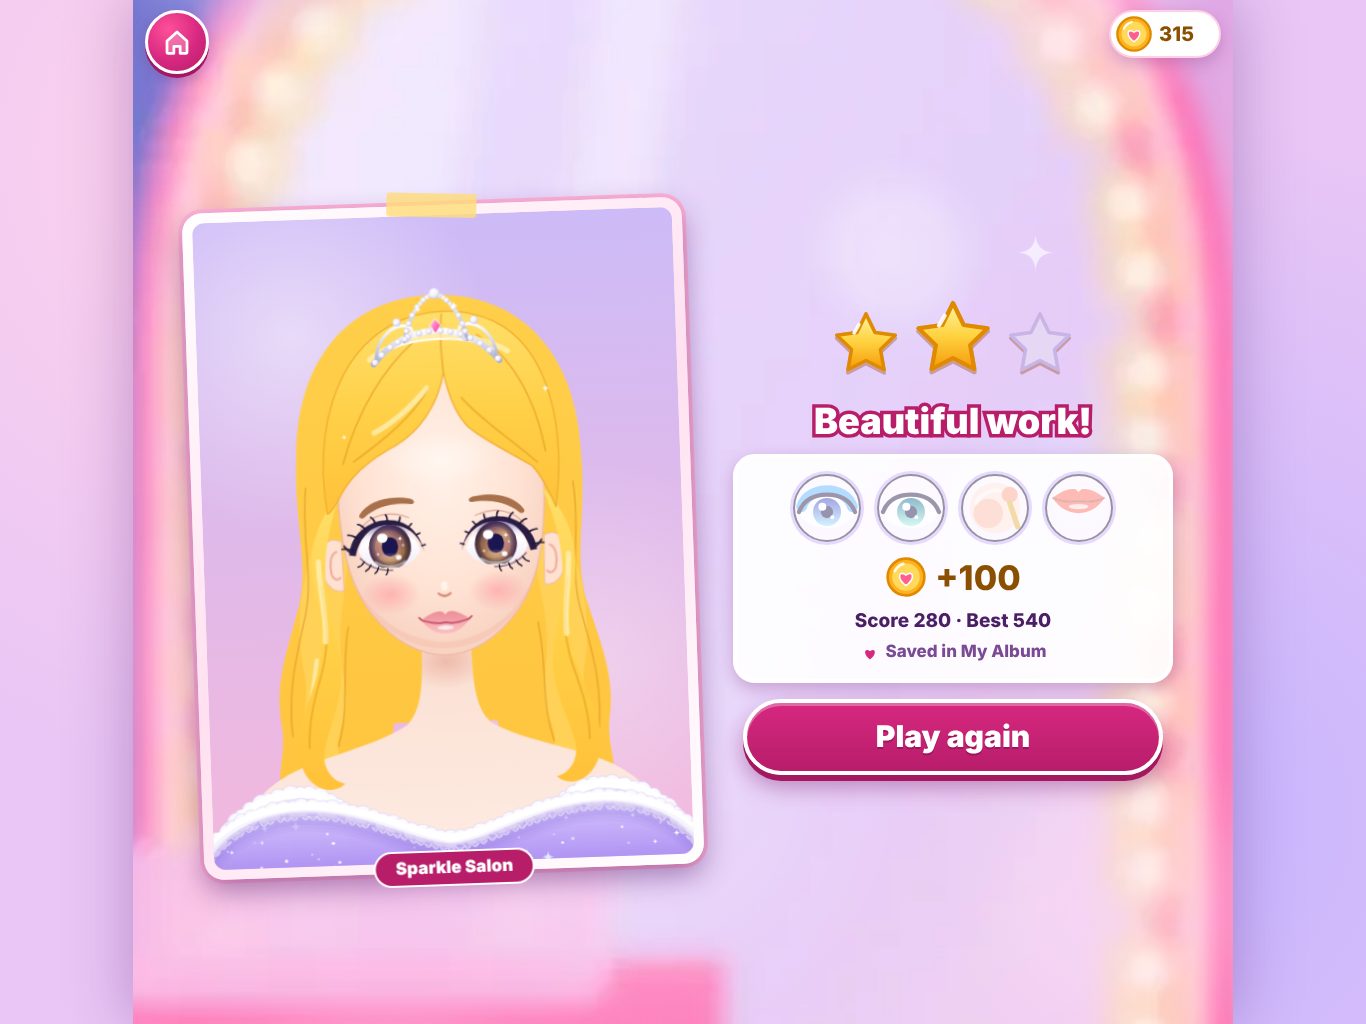 315
Beautiful work!
+100
Score 280 · Best 540
Saved in My Album
Play again
Sparkle Salon